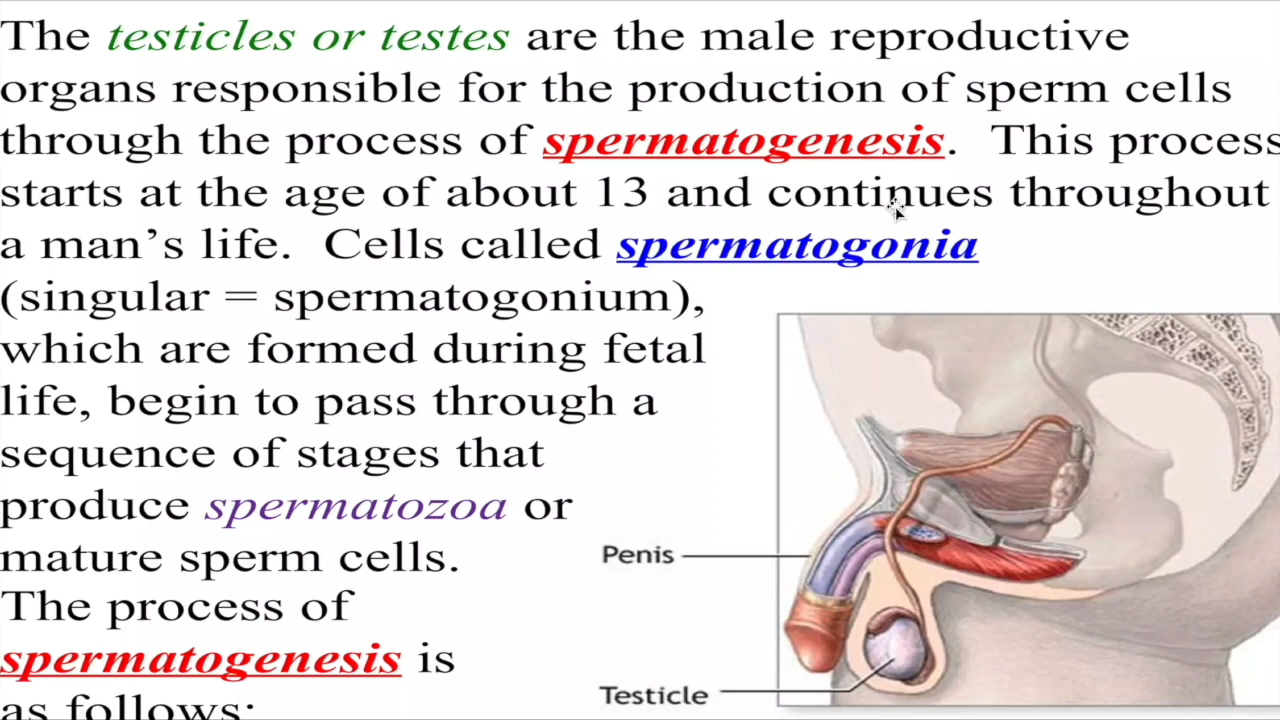 The testicles or testes are the male reproductive
organs responsible for the production of sperm cells
through the process of spermatogenesis. This process
starts at the age of about 13 and continues throughout
a man’s life. Cells called spermatogonia
(singular = spermatogonium),
which are formed during fetal
life, begin to pass through a
sequence of stages that
produce spermatozoa or
mature sperm cells.
The process of
spermatogenesis is
as follows:
Penis
Testicle